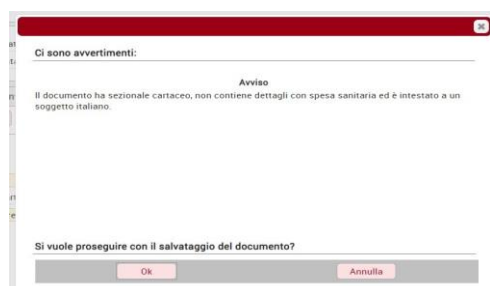 Ci sono avvertimenti:
Avviso
Il documento ha sezionale cartaceo, non contiene dettagli con spesa sanitaria ed è intestato a un
soggetto italiano.
Si vuole proseguire con il salvataggio del documento?
Ok
Annulla